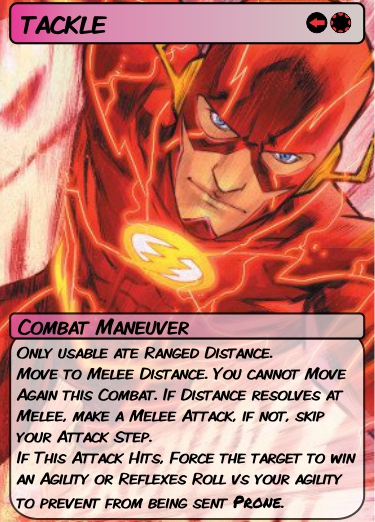 TACKLE
COMBAT MANEUVER
ONLY USABLE ATE RANGED DISTANCE.
MOVE TO MELEE DISTANCE. YOU CANNOT MOVE
AGAIN THIS COMBAT. IF DISTANCE RESOLVES AT
MELEE, MAKE A MELEE ATTACK, IF NOT, SKIP
YOUR ATTACK STEP.
IF THIS ATTACK HITS, FORCE THE TARGET TO WIN
AN AGILITY OR REFLEXES ROLL VS YOUR AGILITY
TO PREVENT FROM BEING SENT PRONE.